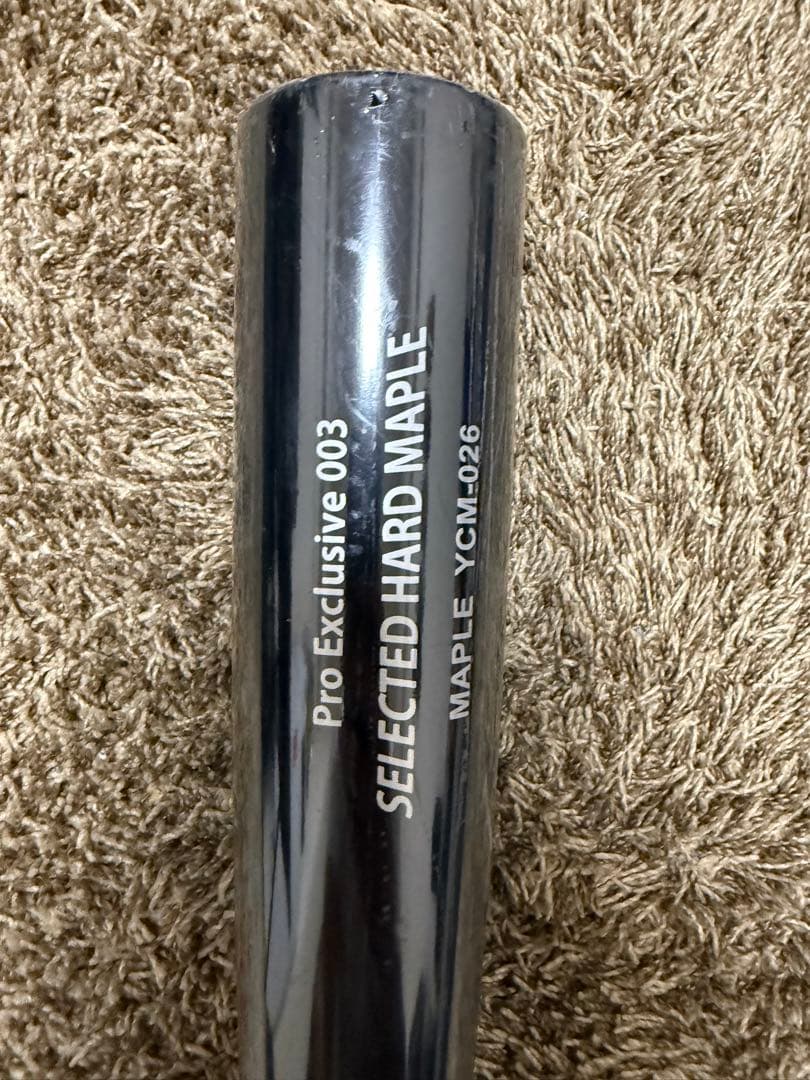 Pro Exclusive 003
SELECTED HARD MAPLE
MAPLE YCM-026